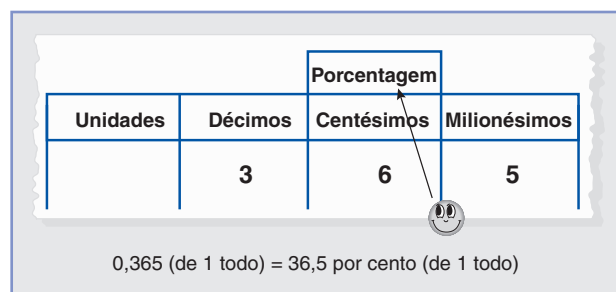 Porcentagem
Unidades Décimos Centésimos Milionésimos
3 6 5
0,365 (de 1 todo) = 36,5 por cento (de 1 todo)